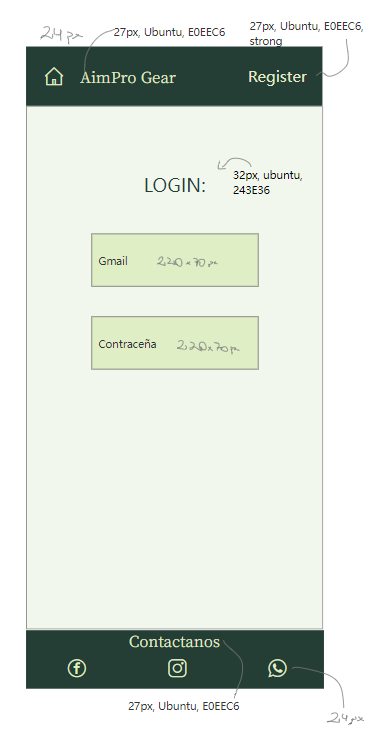 24px
27px, Ubuntu, E0EEC6
27px, Ubuntu, E0EEC6,
strong
AimPro Gear
Register
LOGIN:
32px, ubuntu,
243E36
Gmail 220x70px
Contraceña 220x70px
Contactanos
27px, Ubuntu, E0EEC6
24px